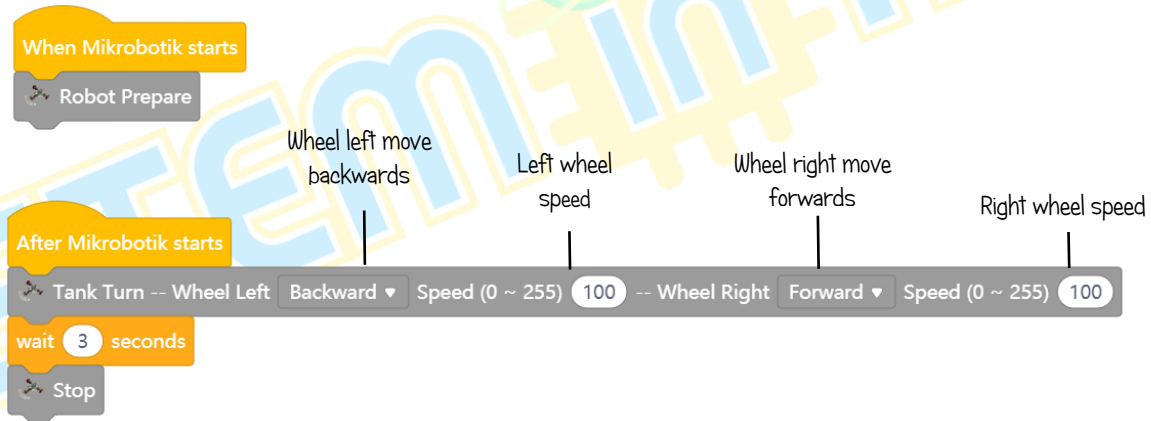 When Mikrobotik starts
Robot Prepare
Wheel left move
backwards
Left wheel
speed
Wheel right move
forwards
Right wheel speed
After Mikrobotik starts
Tank Turn -- Wheel Left Backward ▾ Speed (0 ~ 255) 100 -- Wheel Right Forward ▾ Speed (0 ~ 255) 100
wait 3 seconds
Stop